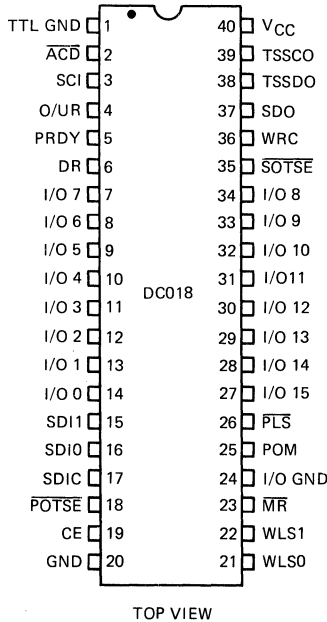 TTL GND 1 40 VCC
ACD 2 39 TSSCO
SCI 3 38 TSSDO
O/UR 4 37 SDO
PRDY 5 36 WRC
DR 6 35 SOTSE
I/O 7 7 34 I/O 8
I/O 6 8 33 I/O 9
I/O 5 9 32 I/O 10
I/O 4 10 31 I/O11
DC018
I/O 3 11 30 I/O 12
I/O 2 12 29 I/O 13
I/O 1 13 28 I/O 14
I/O 0 14 27 I/O 15
SDI1 15 26 PLS
SDI0 16 25 POM
SDIC 17 24 I/O GND
POTSE 18 23 MR
CE 19 22 WLS1
GND 20 21 WLS0
TOP VIEW